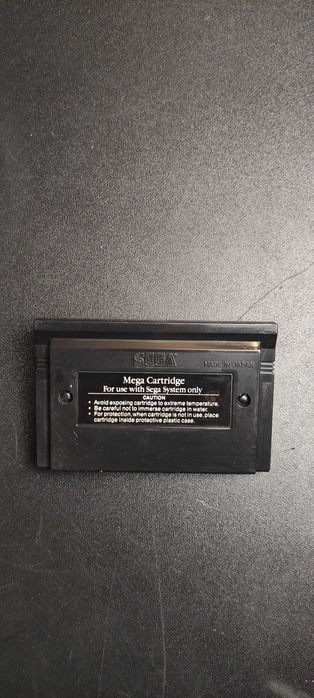 SEGA
MADE IN JAPAN
Mega Cartridge
For use with Sega System only
CAUTION
• Avoid exposing cartridge to extreme temperature.
• Be careful not to immerse cartridge in water.
• For protection, when cartridge is not in use, place
cartridge inside protective plastic case.